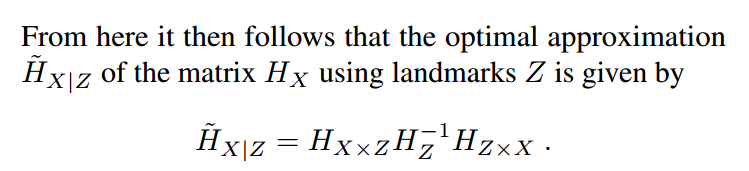 From here it then follows that the optimal approximation
H̃_{X|Z} of the matrix H_X using landmarks Z is given by
H̃_{X|Z} = H_{X×Z} H_Z^{-1} H_{Z×X} .